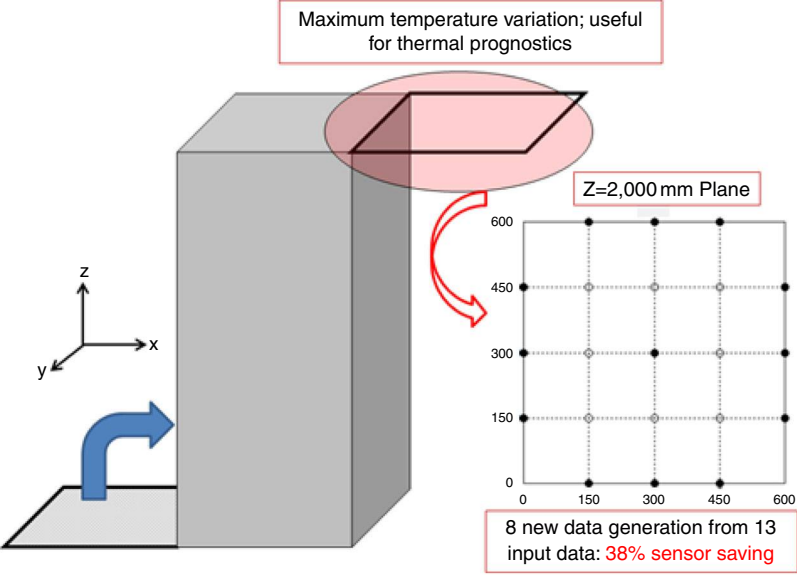 Maximum temperature variation; useful
for thermal prognostics
Z=2,000 mm Plane
z
x
y
600
450
300
150
0
0 150 300 450 600
8 new data generation from 13
input data: 38% sensor saving